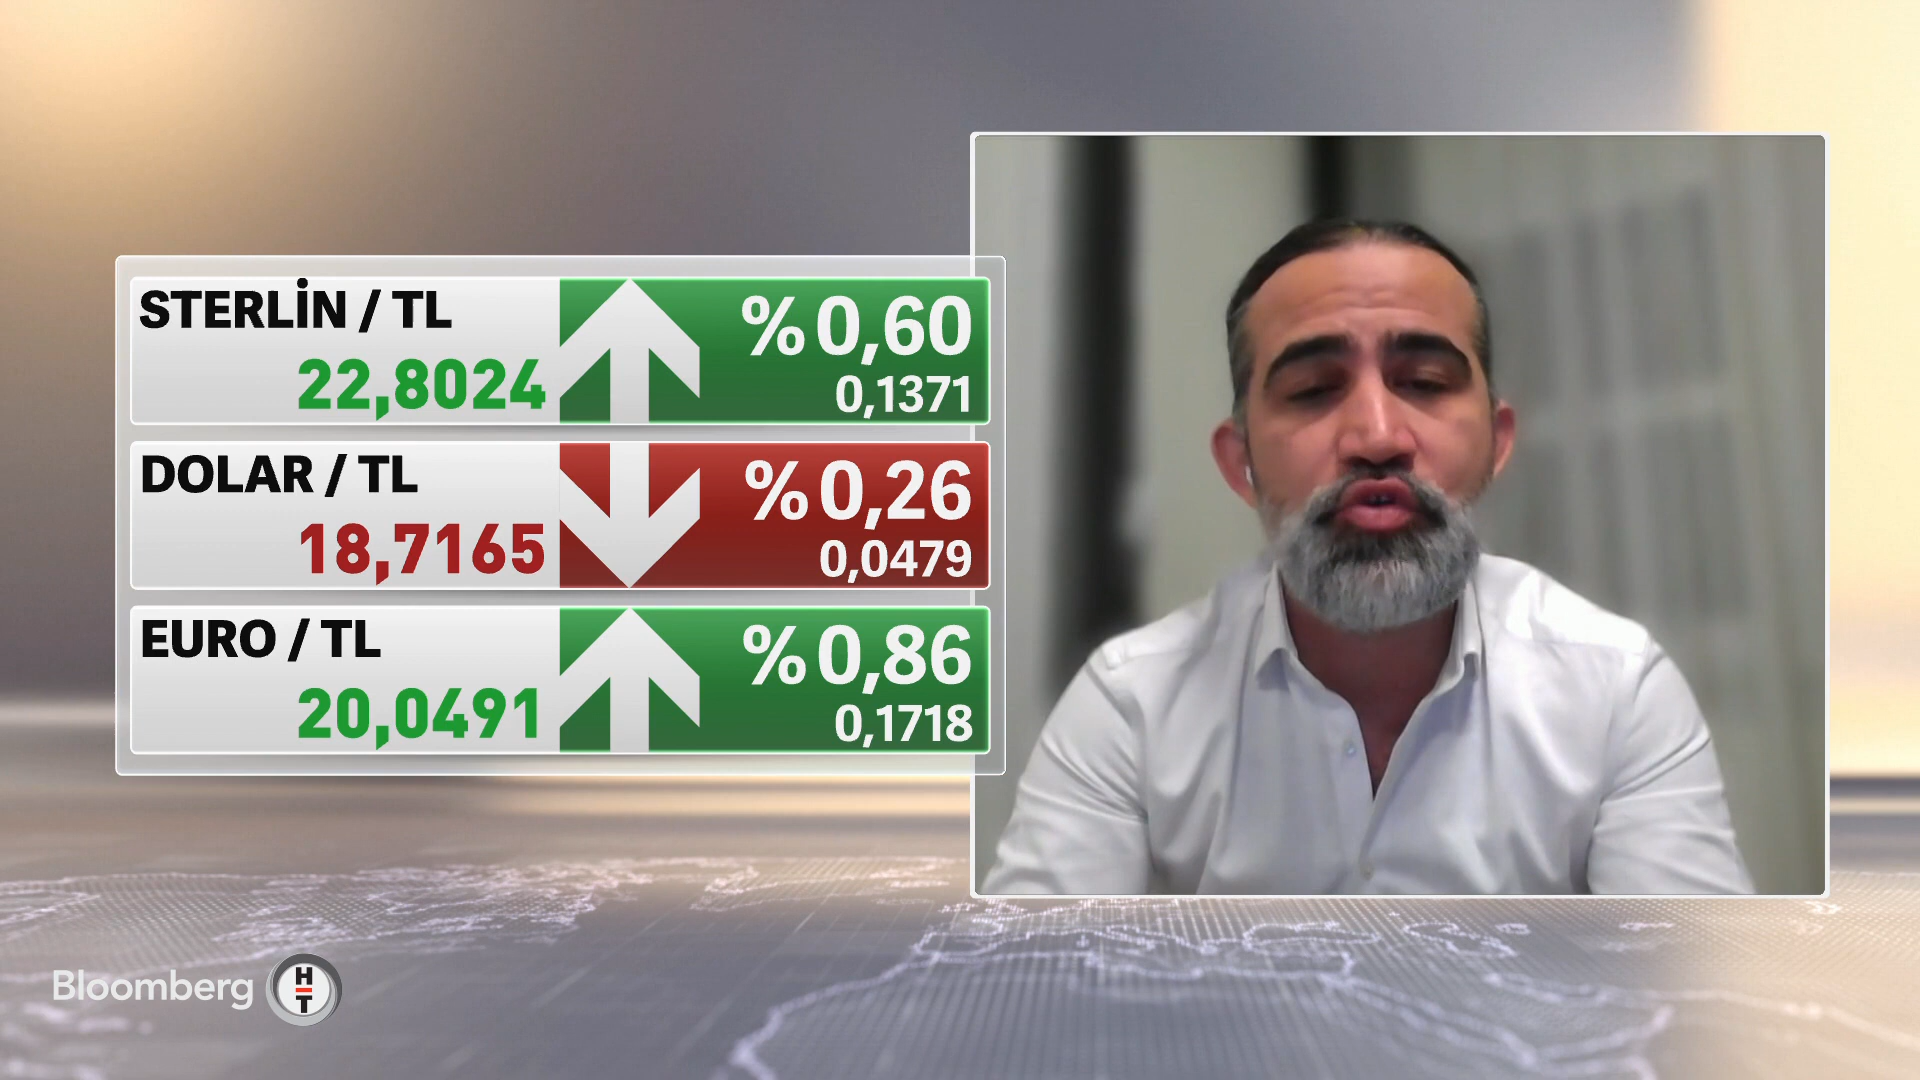 STERLİN / TL
22,8024
%0,60
0,1371
DOLAR / TL
18,7165
%0,26
0,0479
EURO / TL
20,0491
%0,86
0,1718
Bloomberg HT